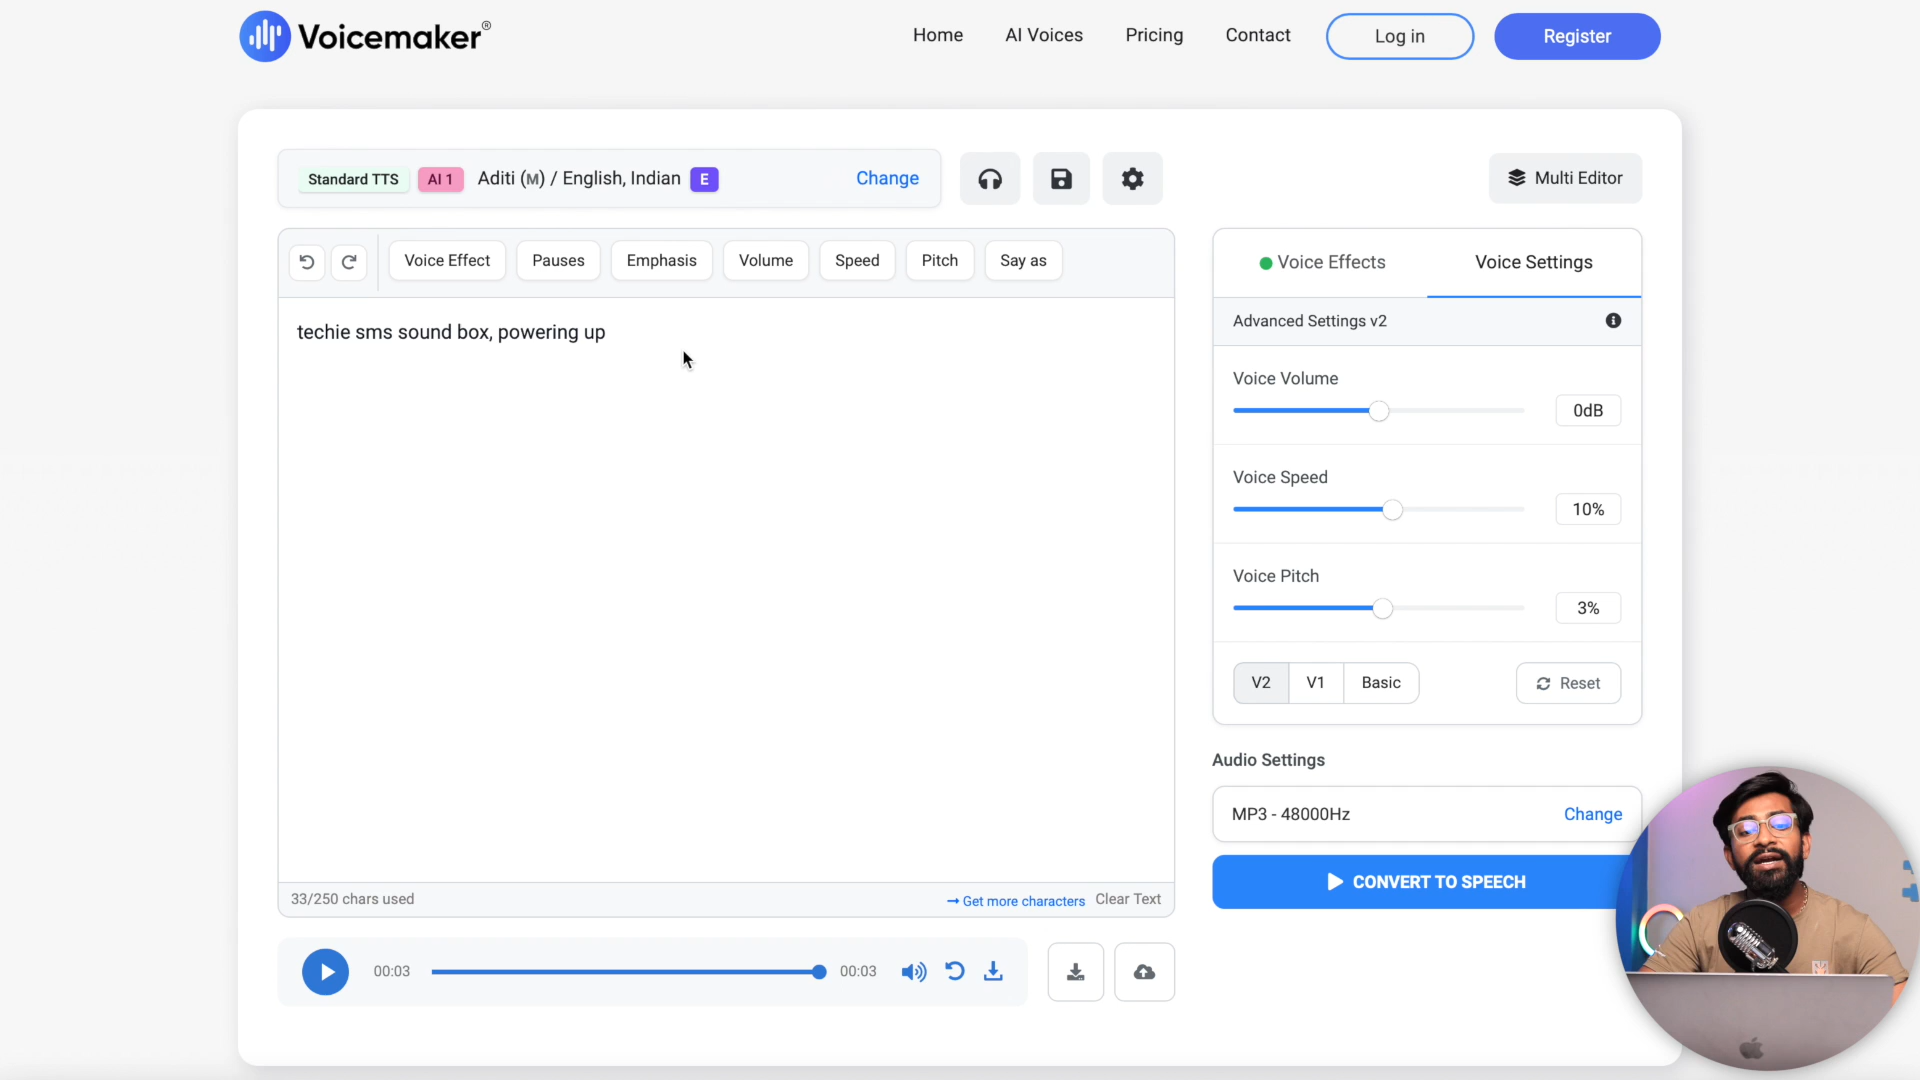 Voicemaker®
Home AI Voices Pricing Contact Log in Register
Standard TTS AI 1 Aditi (M) / English, Indian E Change
Multi Editor
Voice Effect Pauses Emphasis Volume Speed Pitch Say as
Voice Effects Voice Settings
techie sms sound box, powering up
Advanced Settings v2
Voice Volume
0dB
Voice Speed
10%
Voice Pitch
3%
V2 V1 Basic Reset
Audio Settings
MP3 - 48000Hz Change
CONVERT TO SPEECH
33/250 chars used → Get more characters Clear Text
00:03 00:03